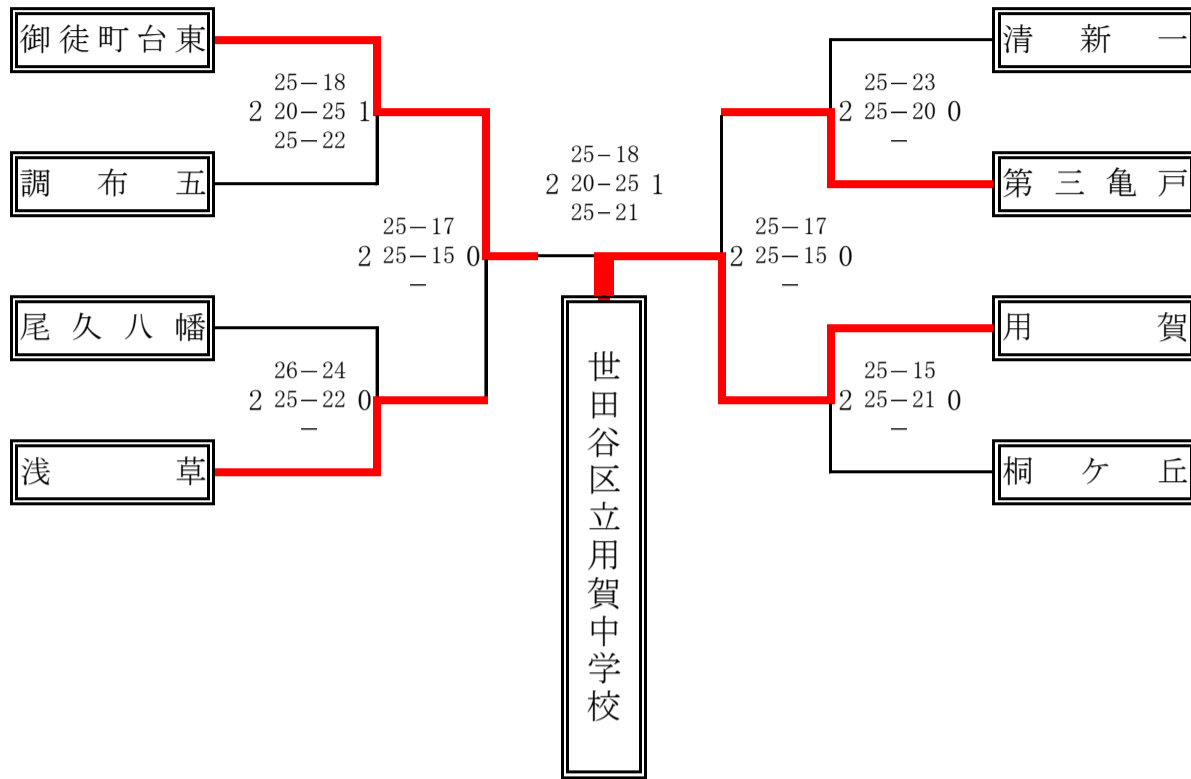 御徒町台東
25－18
2 20－25 1
25－22
調布五
25－17
2 25－15 0
－
尾久八幡
26－24
2 25－22 0
－
浅草
25－18
2 20－25 1
25－21
世田谷区立用賀中学校
清新一
25－23
2 25－20 0
－
第三亀戸
25－17
2 25－15 0
－
用賀
25－15
2 25－21 0
－
桐ケ丘